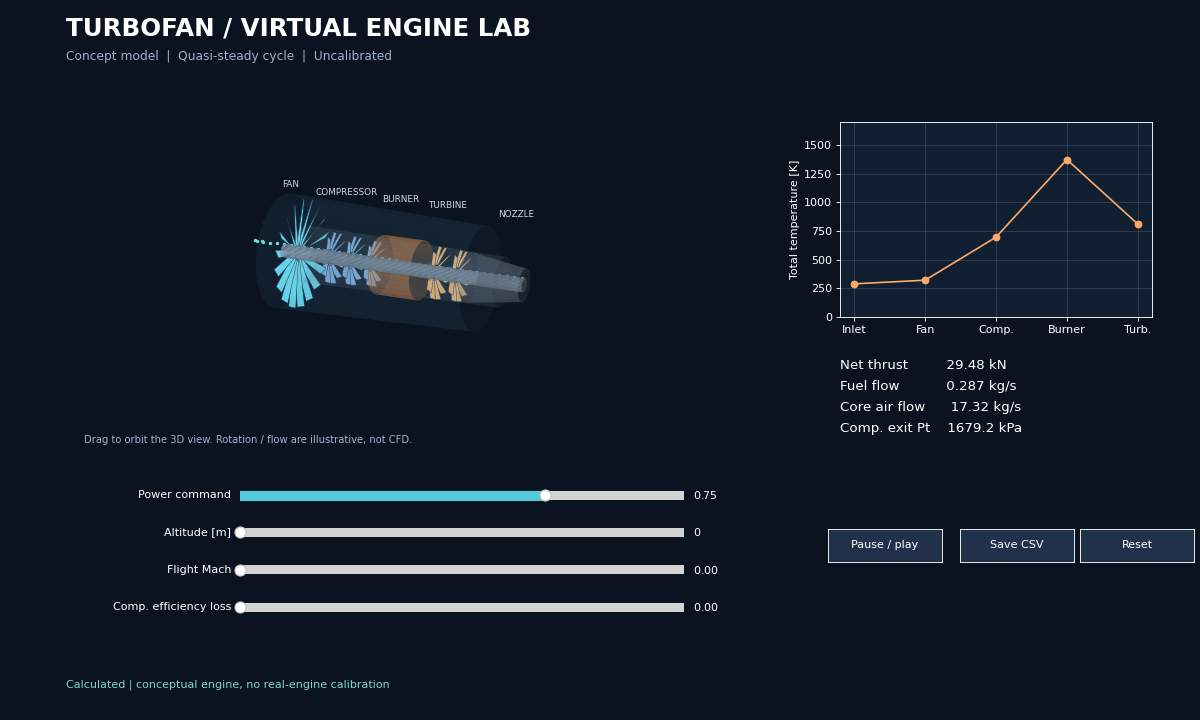 TURBOFAN / VIRTUAL ENGINE LAB
Concept model | Quasi-steady cycle | Uncalibrated
FAN
COMPRESSOR
BURNER
TURBINE
NOZZLE
Drag to orbit the 3D view. Rotation / flow are illustrative, not CFD.
Total temperature [K]
1500
1250
1000
750
500
250
0
Inlet Fan Comp. Burner Turb.
Net thrust 29.48 kN
Fuel flow 0.287 kg/s
Core air flow 17.32 kg/s
Comp. exit Pt 1679.2 kPa
Power command 0.75
Altitude [m] 0
Flight Mach 0.00
Comp. efficiency loss 0.00
Pause / play Save CSV Reset
Calculated | conceptual engine, no real-engine calibration